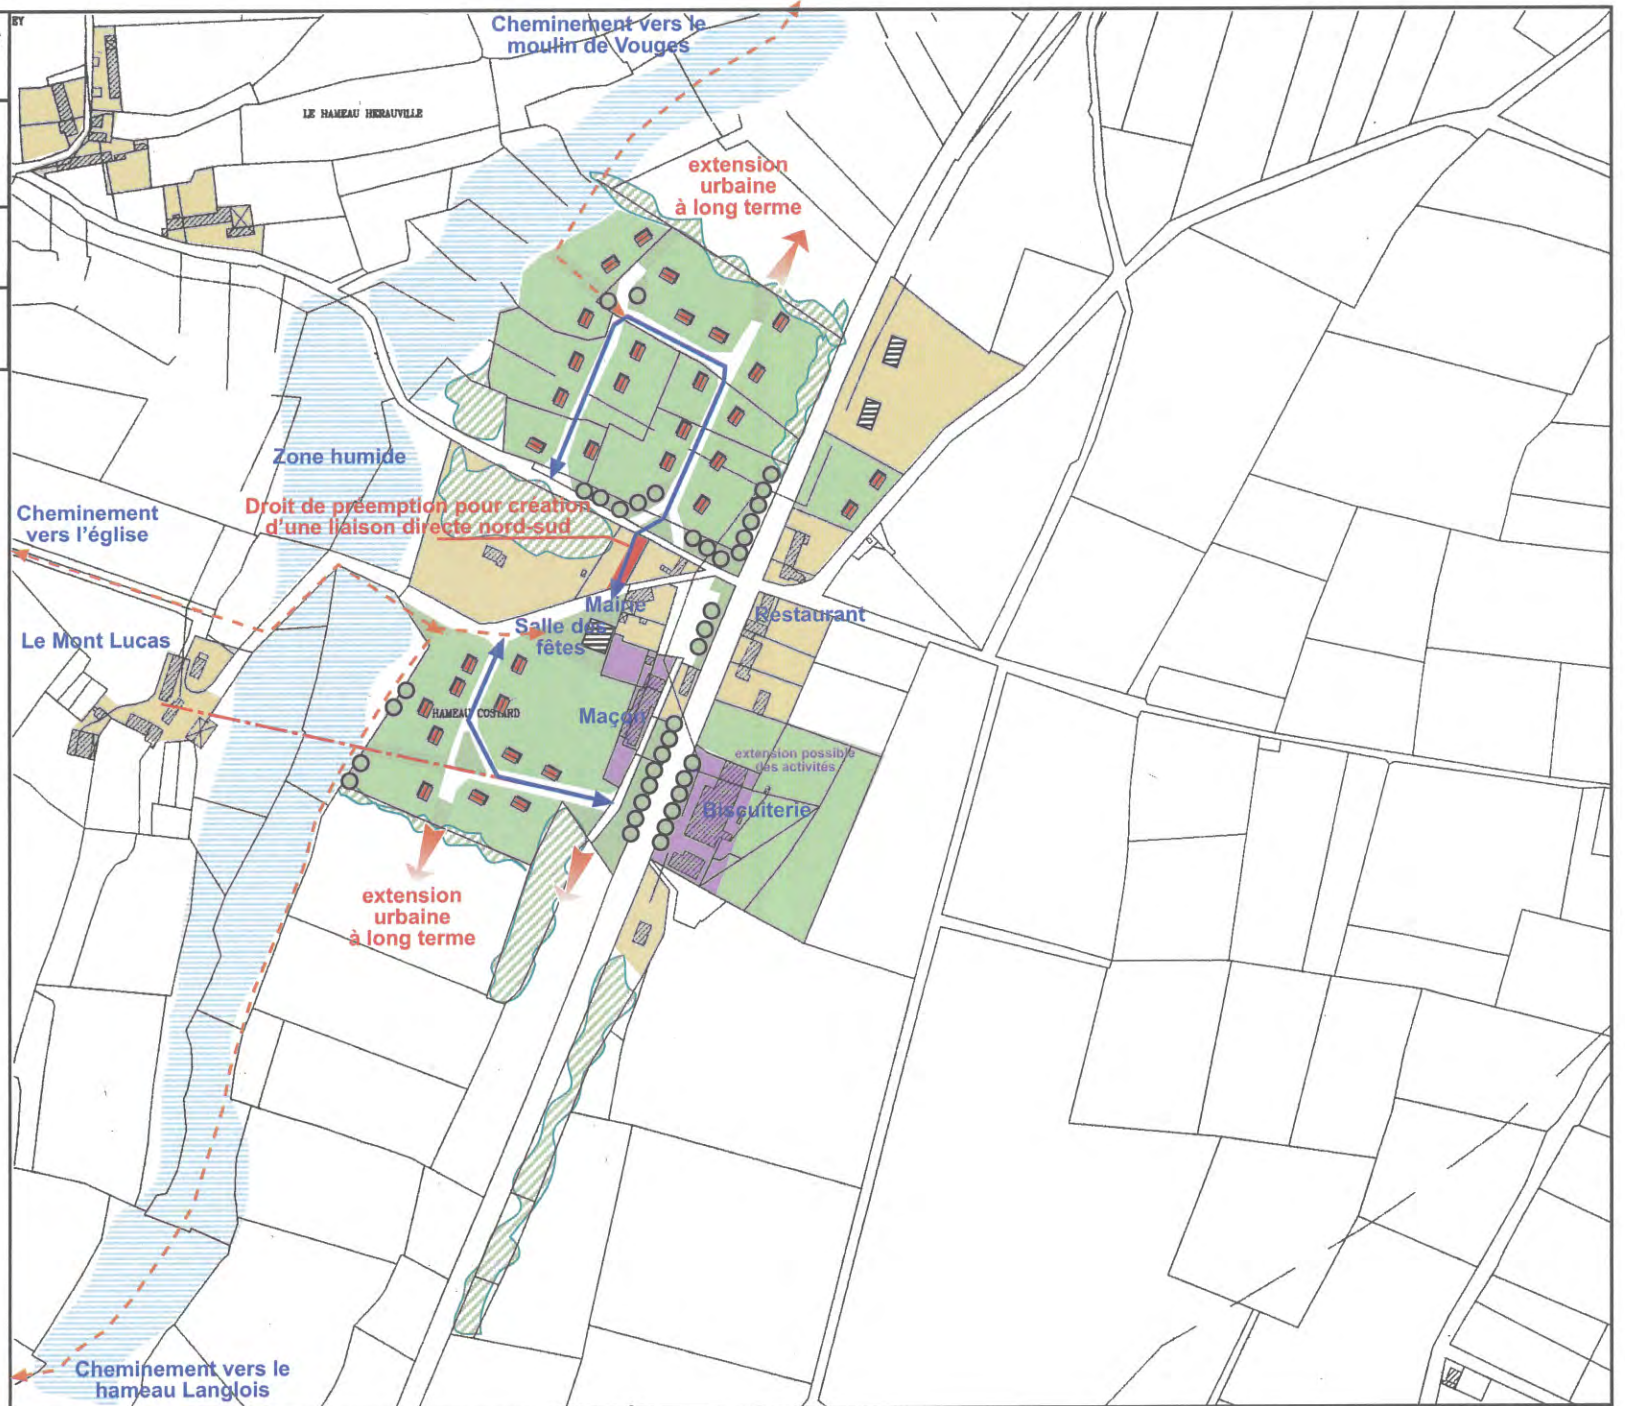 EY
Cheminement vers le
moulin de Vouges
LE HAMEAU HERAUVILLE
extension
urbaine
à long terme
Zone humide
Droit de préemption pour création
d'une liaison directe nord-sud
Cheminement
vers l'église
Le Mont Lucas
Mairie
Salle des
fêtes
Restaurant
HAMEAU COSTARD
Maçon
extension possible
des activités
Biscuiterie
extension
urbaine
à long terme
Cheminement vers le
hameau Langlois